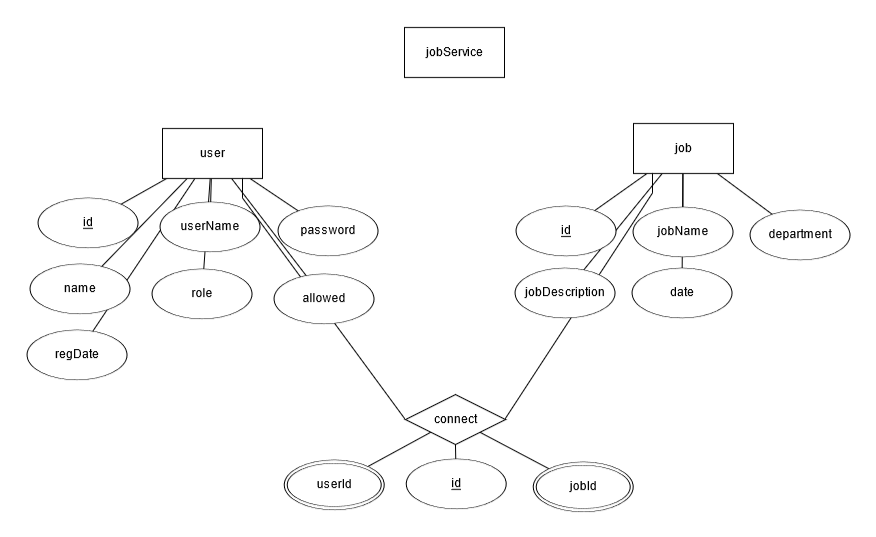 jobService
user
job
id
userName
password
id
jobName
department
name
role
allowed
jobDescription
date
regDate
connect
userId
id
jobId